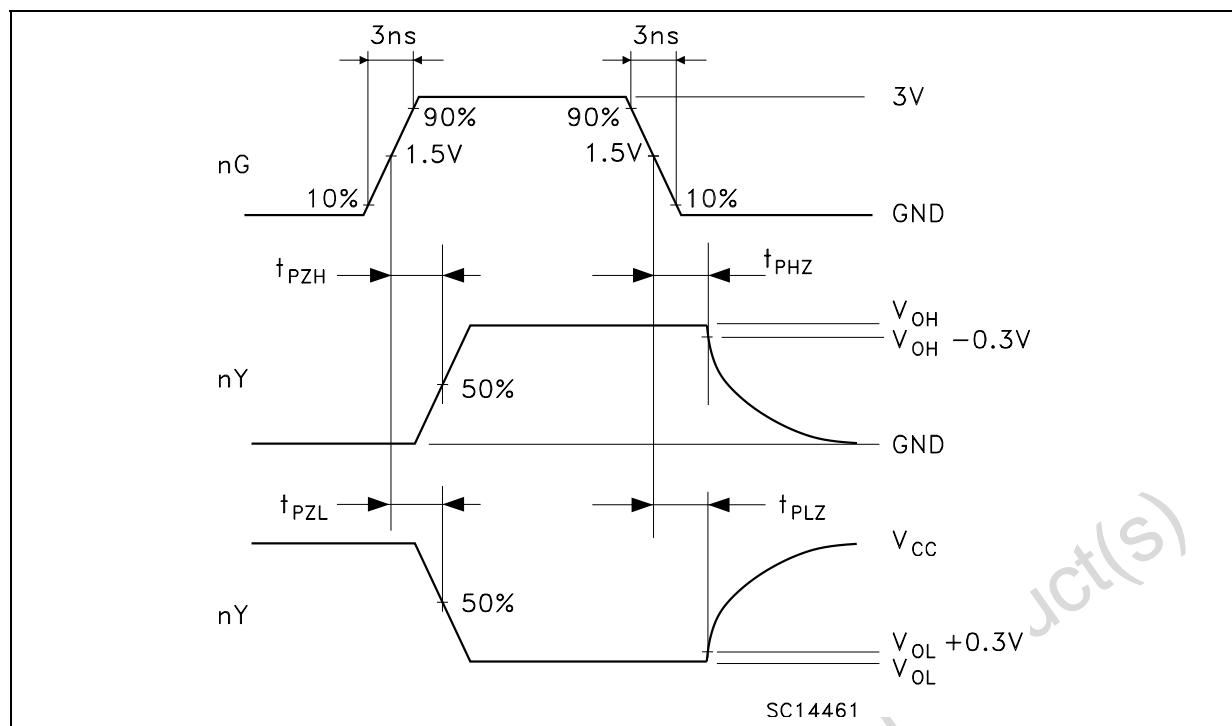 3ns 3ns
3V
90% 90%
nG 1.5V 1.5V
10% 10%
GND
tPZH tPHZ
VOH
VOH −0.3V
nY 50%
GND
tPZL tPLZ
VCC
50%
nY
VOL +0.3V
VOL
SC14461
uct(s)